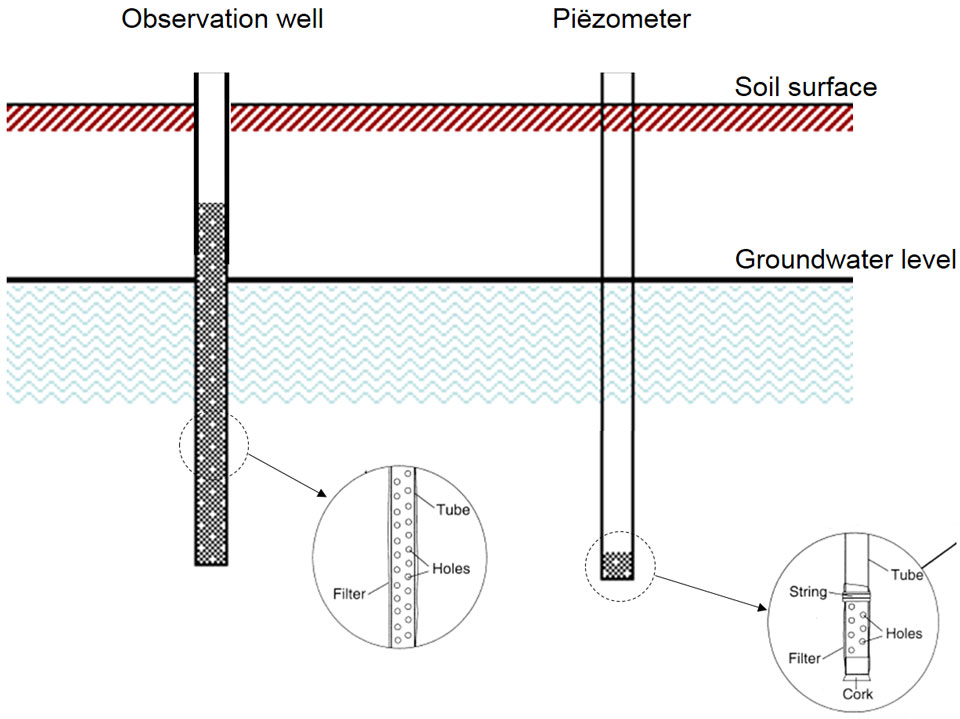 Observation well
Piëzometer
Soil surface
Groundwater level
Tube
Holes
Filter
Tube
String
Holes
Filter
Cork